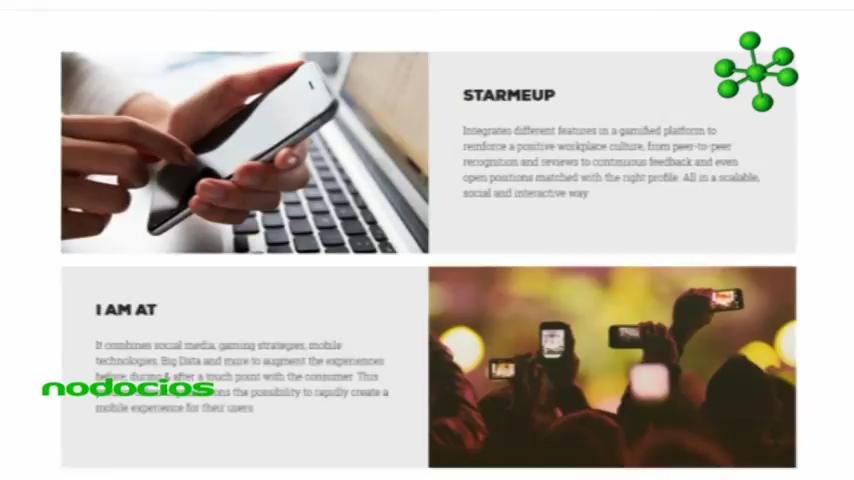 STARMEUP
Integrates different features in a gamified platform to
reinforce a positive workplace culture, from peer-to-peer
recognition and reviews to continuous feedback and even
open positions matched with the right profile. All in a scalable,
social and interactive way.
I AM AT
It combines social media, gaming strategies, mobile
technologies, Big Data and more to augment the experiences
before, during & after a touch point with the consumer. This
nodocios
the possibility to rapidly create a
mobile experience for their users.